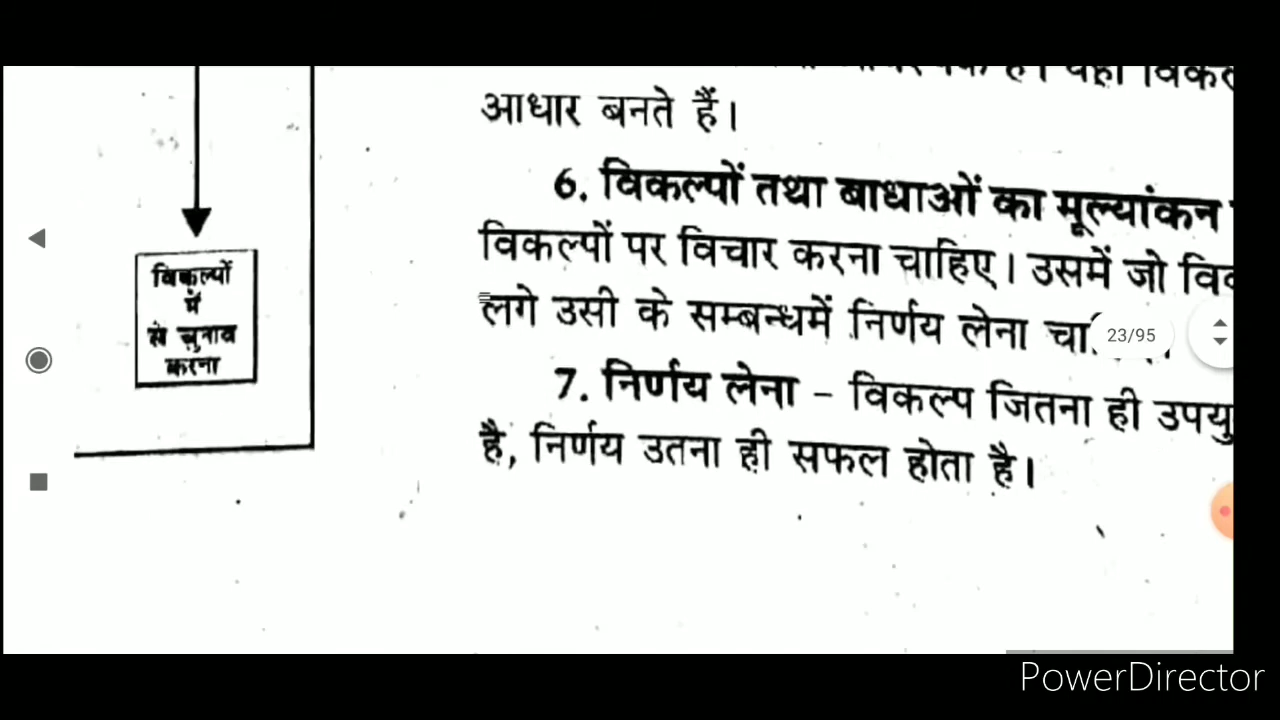 आधार बनते हैं।
6. विकल्पों तथा बाधाओं का मूल्यांकन
विकल्पों पर विचार करना चाहिए। उसमें जो
लगे उसी के सम्बन्धमें निर्णय लेना
23/95
7. निर्णय लेना – विकल्प जितना ही
है, निर्णय उतना ही सफल होता है।
विकल्पों
में
से चुनाव
करना
PowerDirector